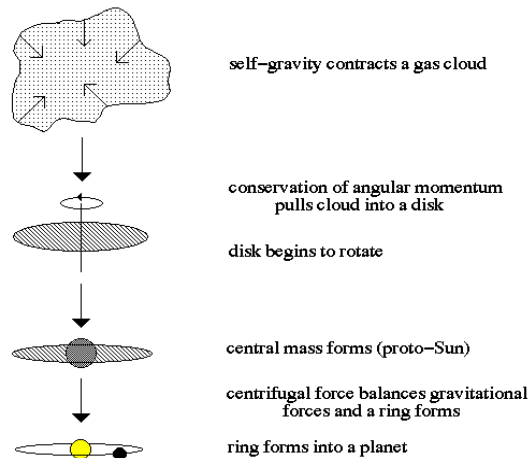 self-gravity contracts a gas cloud
conservation of angular momentum
pulls cloud into a disk
disk begins to rotate
central mass forms (proto-Sun)
centrifugal force balances gravitational
forces and a ring forms
ring forms into a planet